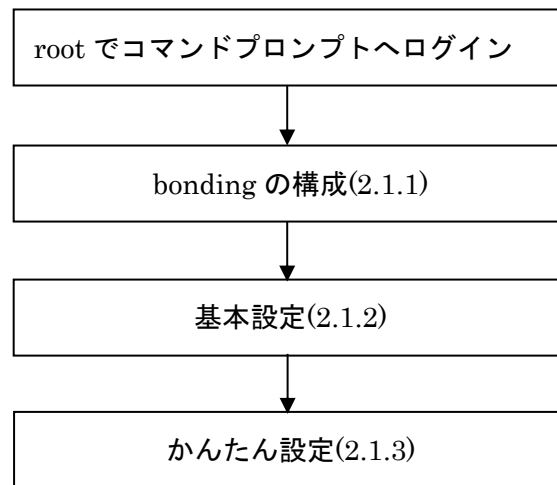 root でコマンドプロンプトへログイン
bonding の構成(2.1.1)
基本設定(2.1.2)
かんたん設定(2.1.3)